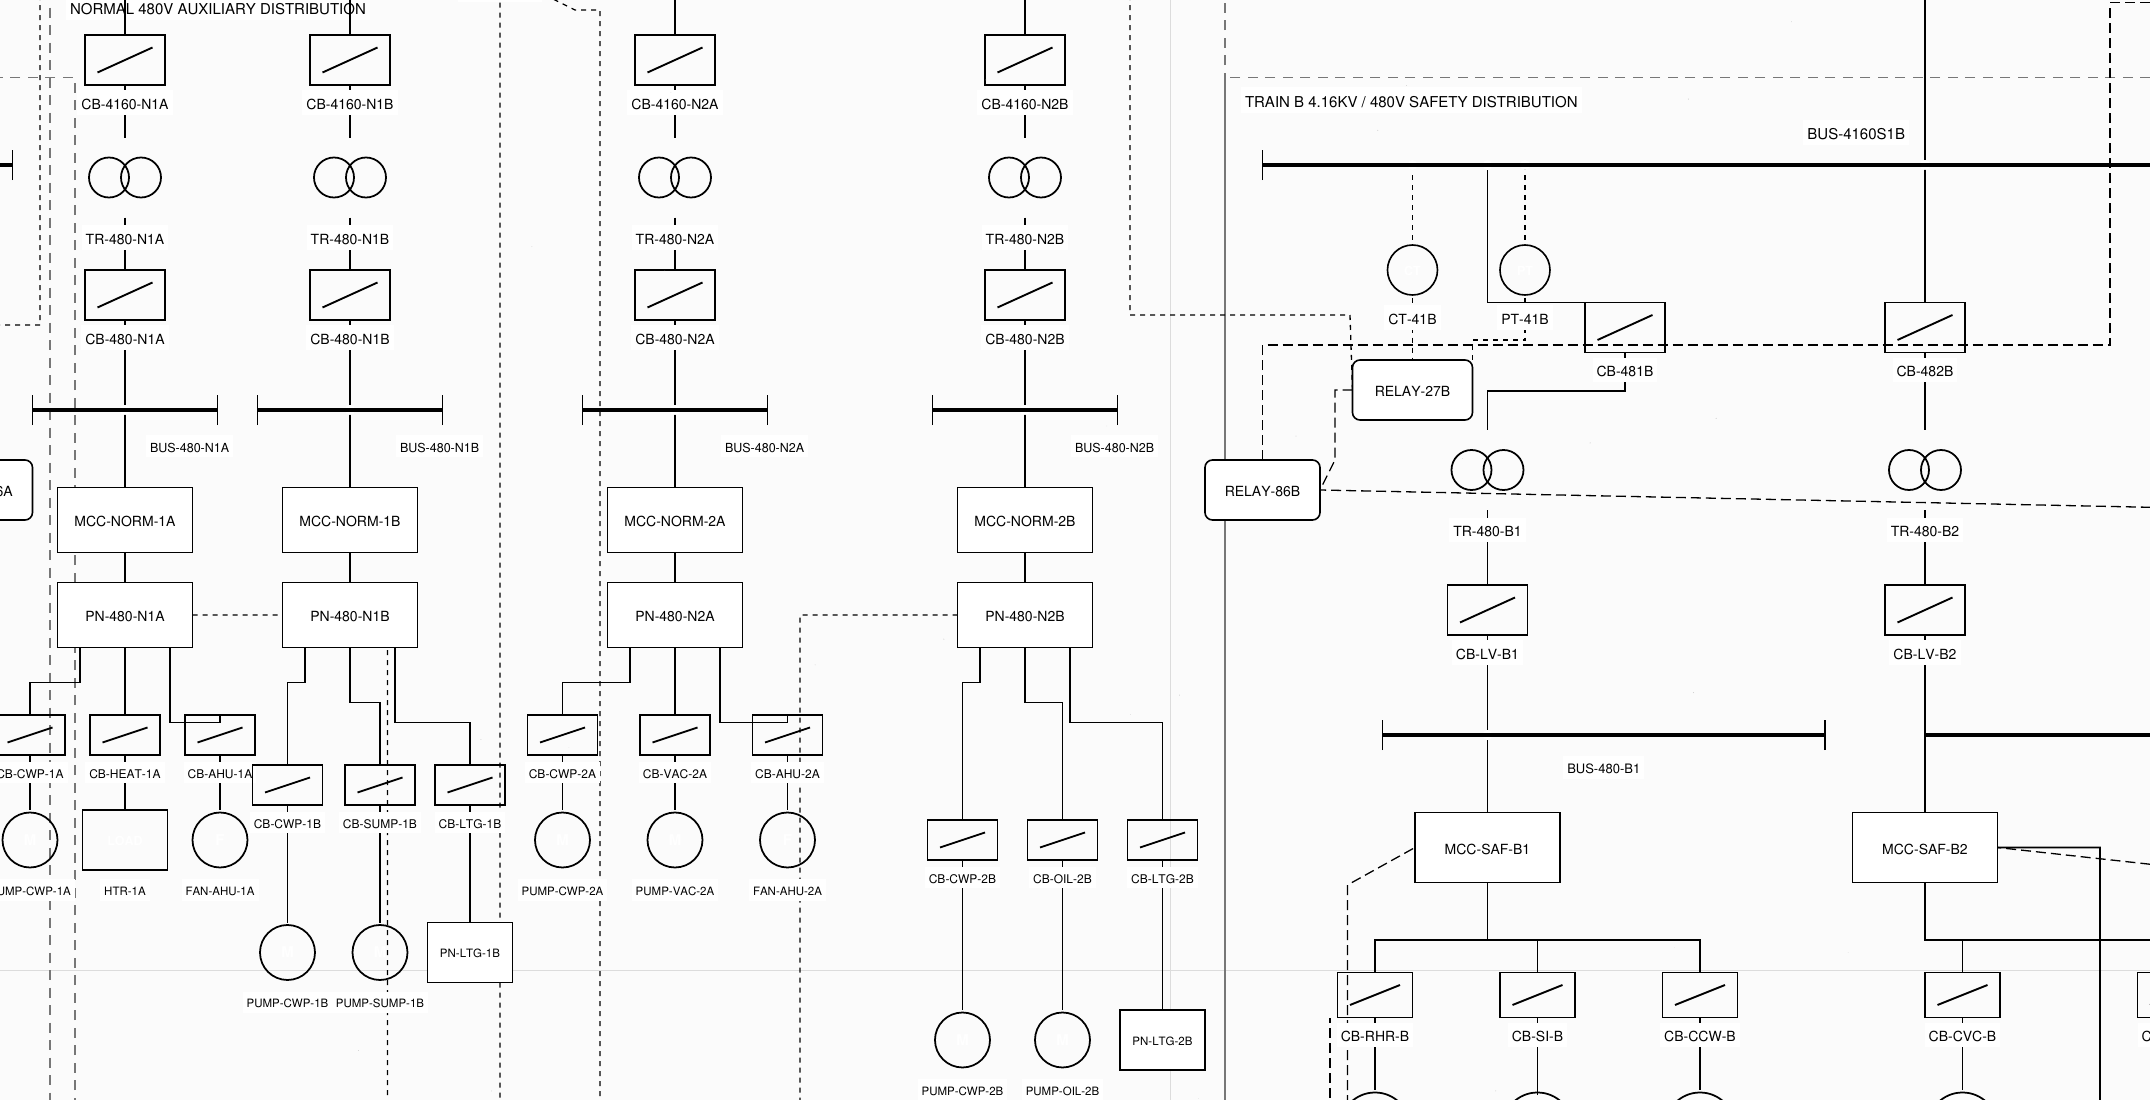 NORMAL 480V AUXILIARY DISTRIBUTION
CB-4160-N1A
CB-4160-N1B
CB-4160-N2A
CB-4160-N2B
TRAIN B 4.16KV / 480V SAFETY DISTRIBUTION
BUS-4160S1B
TR-480-N1A
TR-480-N1B
TR-480-N2A
TR-480-N2B
CT-41B
PT-41B
CB-480-N1A
CB-480-N1B
CB-480-N2A
CB-480-N2B
CB-481B
CB-482B
RELAY-27B
BUS-480-N1A
BUS-480-N1B
BUS-480-N2A
BUS-480-N2B
6A
RELAY-86B
MCC-NORM-1A
MCC-NORM-1B
MCC-NORM-2A
MCC-NORM-2B
TR-480-B1
TR-480-B2
PN-480-N1A
PN-480-N1B
PN-480-N2A
PN-480-N2B
CB-LV-B1
CB-LV-B2
CB-CWP-1A
CB-HEAT-1A
CB-AHU-1A
CB-CWP-2A
CB-VAC-2A
CB-AHU-2A
BUS-480-B1
CB-CWP-1B
CB-SUMP-1B
CB-LTG-1B
MCC-SAF-B1
MCC-SAF-B2
CB-CWP-2B
CB-OIL-2B
CB-LTG-2B
UMP-CWP-1A
HTR-1A
FAN-AHU-1A
PUMP-CWP-2A
PUMP-VAC-2A
FAN-AHU-2A
PN-LTG-1B
PUMP-CWP-1B
PUMP-SUMP-1B
CB-RHR-B
CB-SI-B
CB-CCW-B
CB-CVC-B
C
PN-LTG-2B
PUMP-CWP-2B
PUMP-OIL-2B